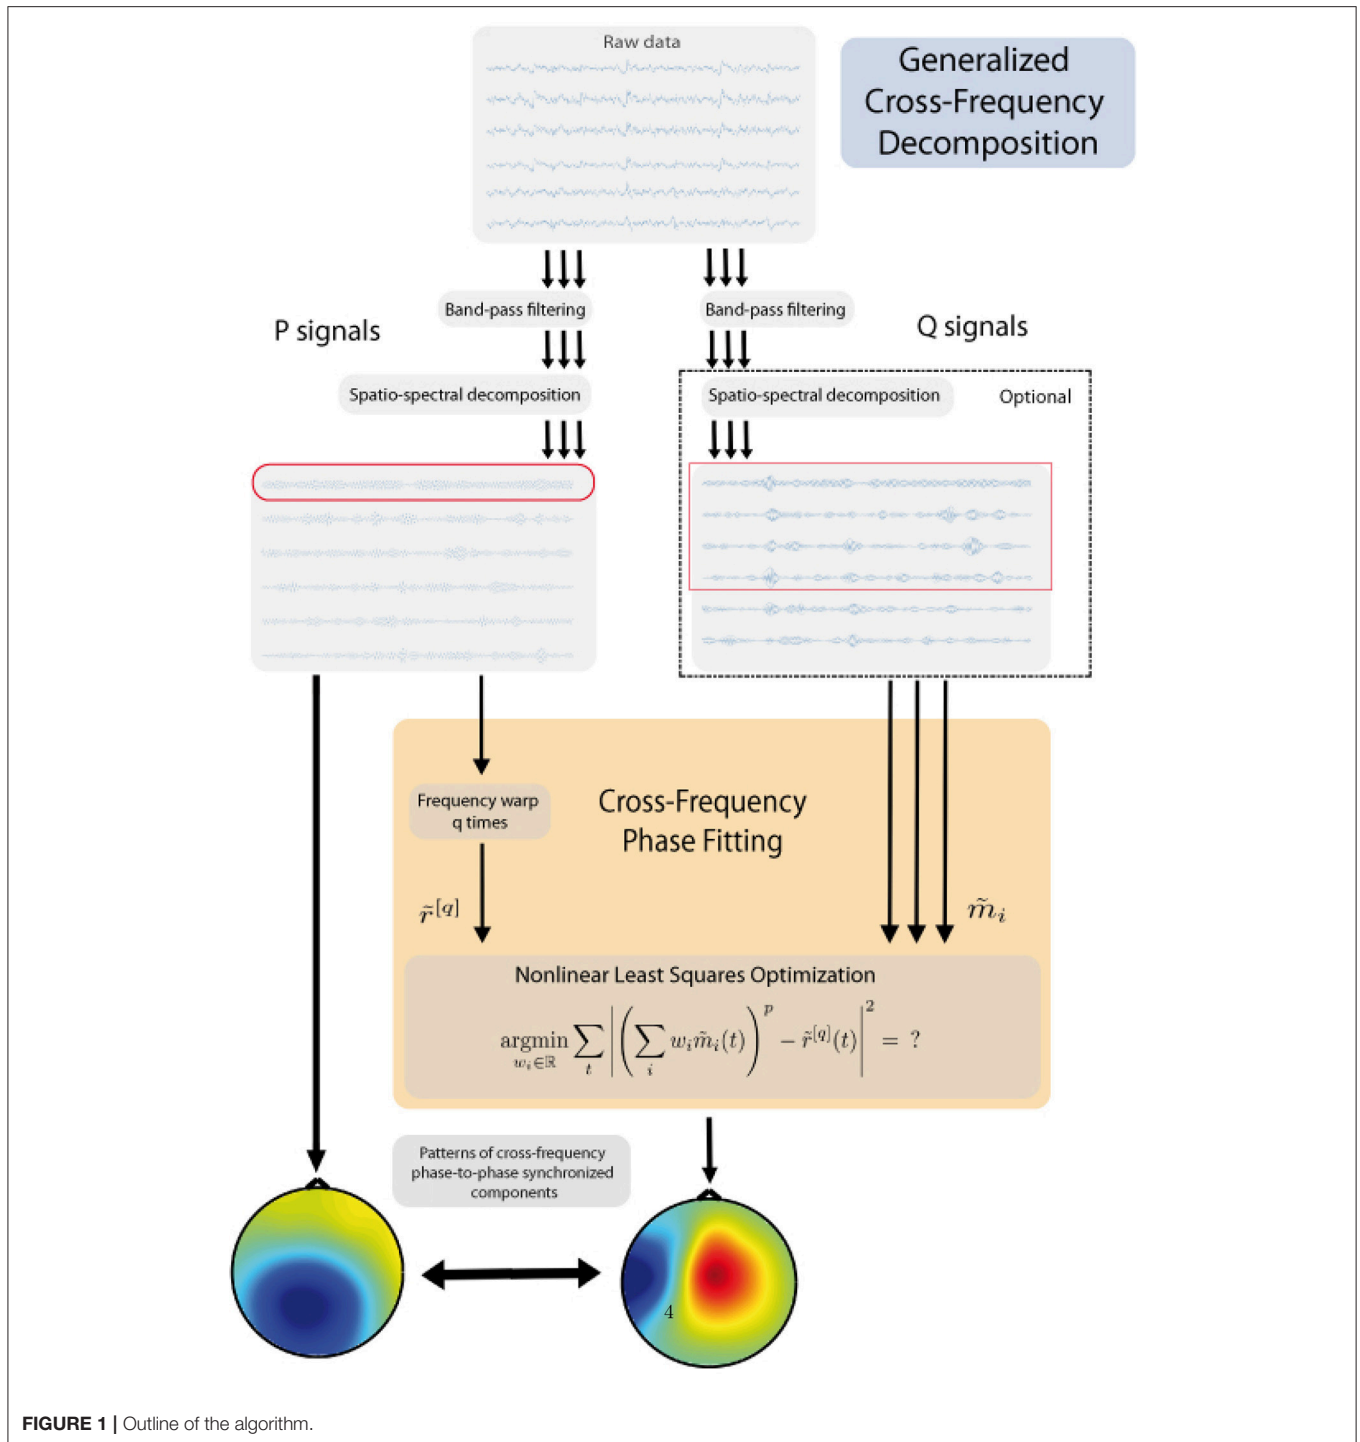 Raw data
Generalized
Cross-Frequency
Decomposition
Band-pass filtering
Band-pass filtering
P signals
Q signals
Spatio-spectral decomposition
Spatio-spectral decomposition
Optional
Frequency warp
q times
Cross-Frequency
Phase Fitting
r̃^{[q]}
m̃_i
Nonlinear Least Squares Optimization
argmin_{w_i∈ℝ} ∑_t |(∑_i w_i m̃_i(t))^p − r̃^{[q]}(t)|^2 = ?
Patterns of cross-frequency
phase-to-phase synchronized
components
4
FIGURE 1 | Outline of the algorithm.